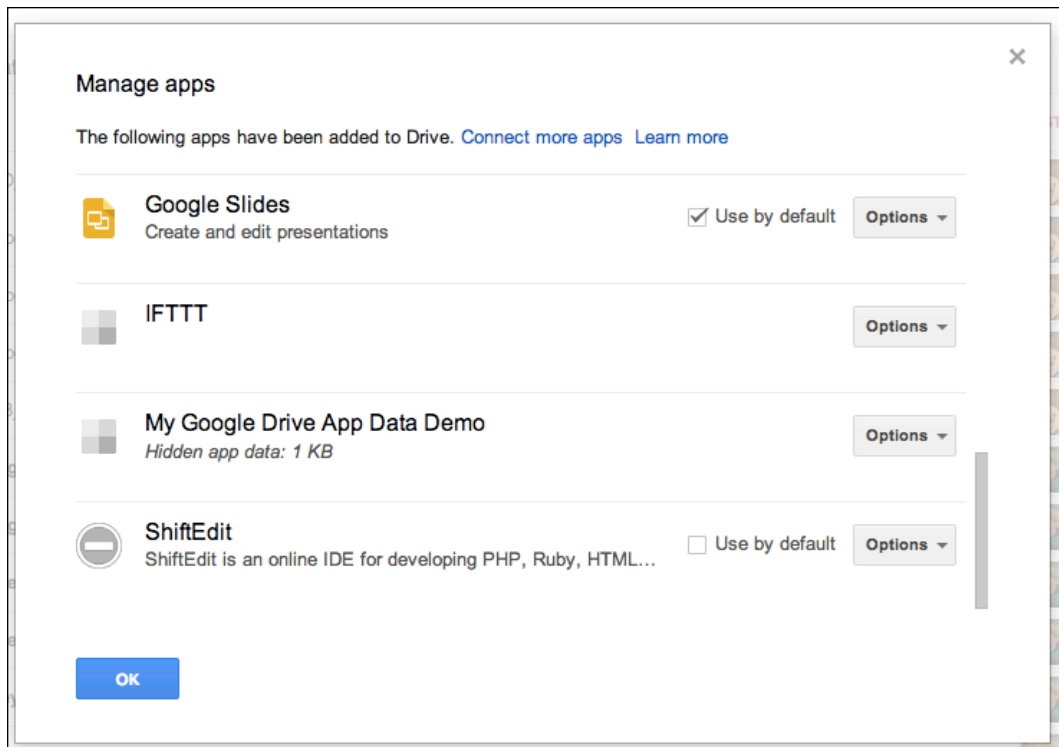 Manage apps
The following apps have been added to Drive. Connect more apps Learn more
Google Slides
Create and edit presentations
Use by default
Options
IFTTT
Options
My Google Drive App Data Demo
Hidden app data: 1 KB
Options
ShiftEdit
ShiftEdit is an online IDE for developing PHP, Ruby, HTML...
Use by default
Options
OK